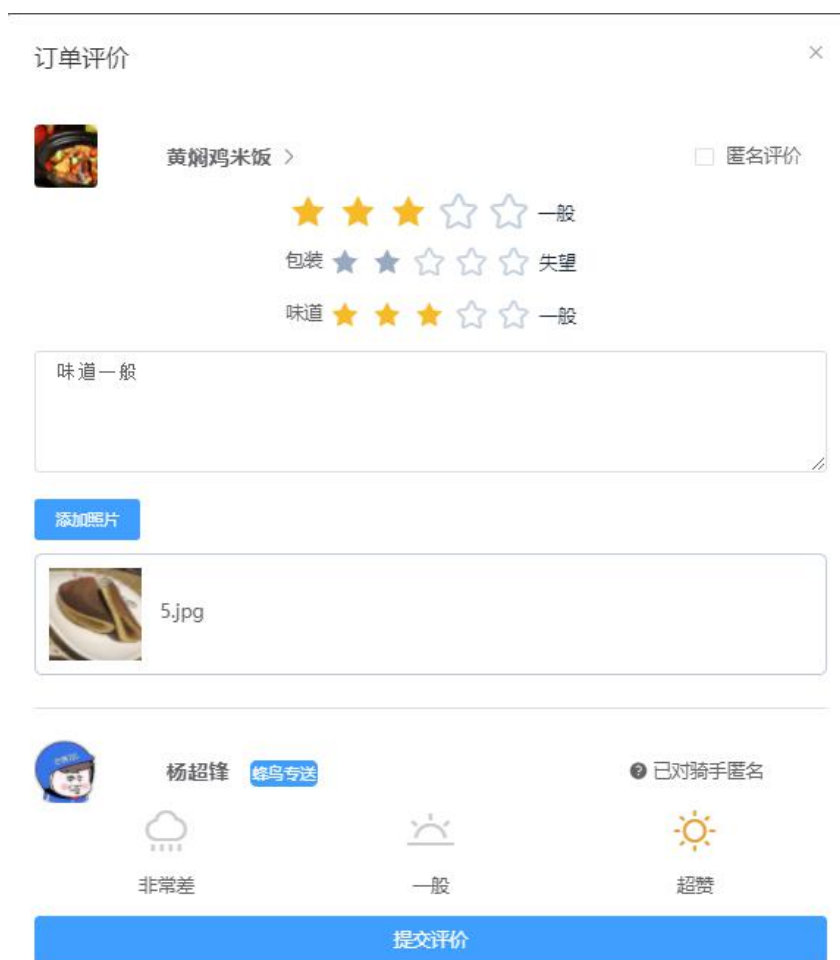 订单评价
黄焖鸡米饭
匿名评价
一般
包装 失望
味道 一般
味道一般
添加照片
5.jpg
杨超锋 蜂鸟专送 已对骑手匿名
非常差 一般 超赞
提交评价